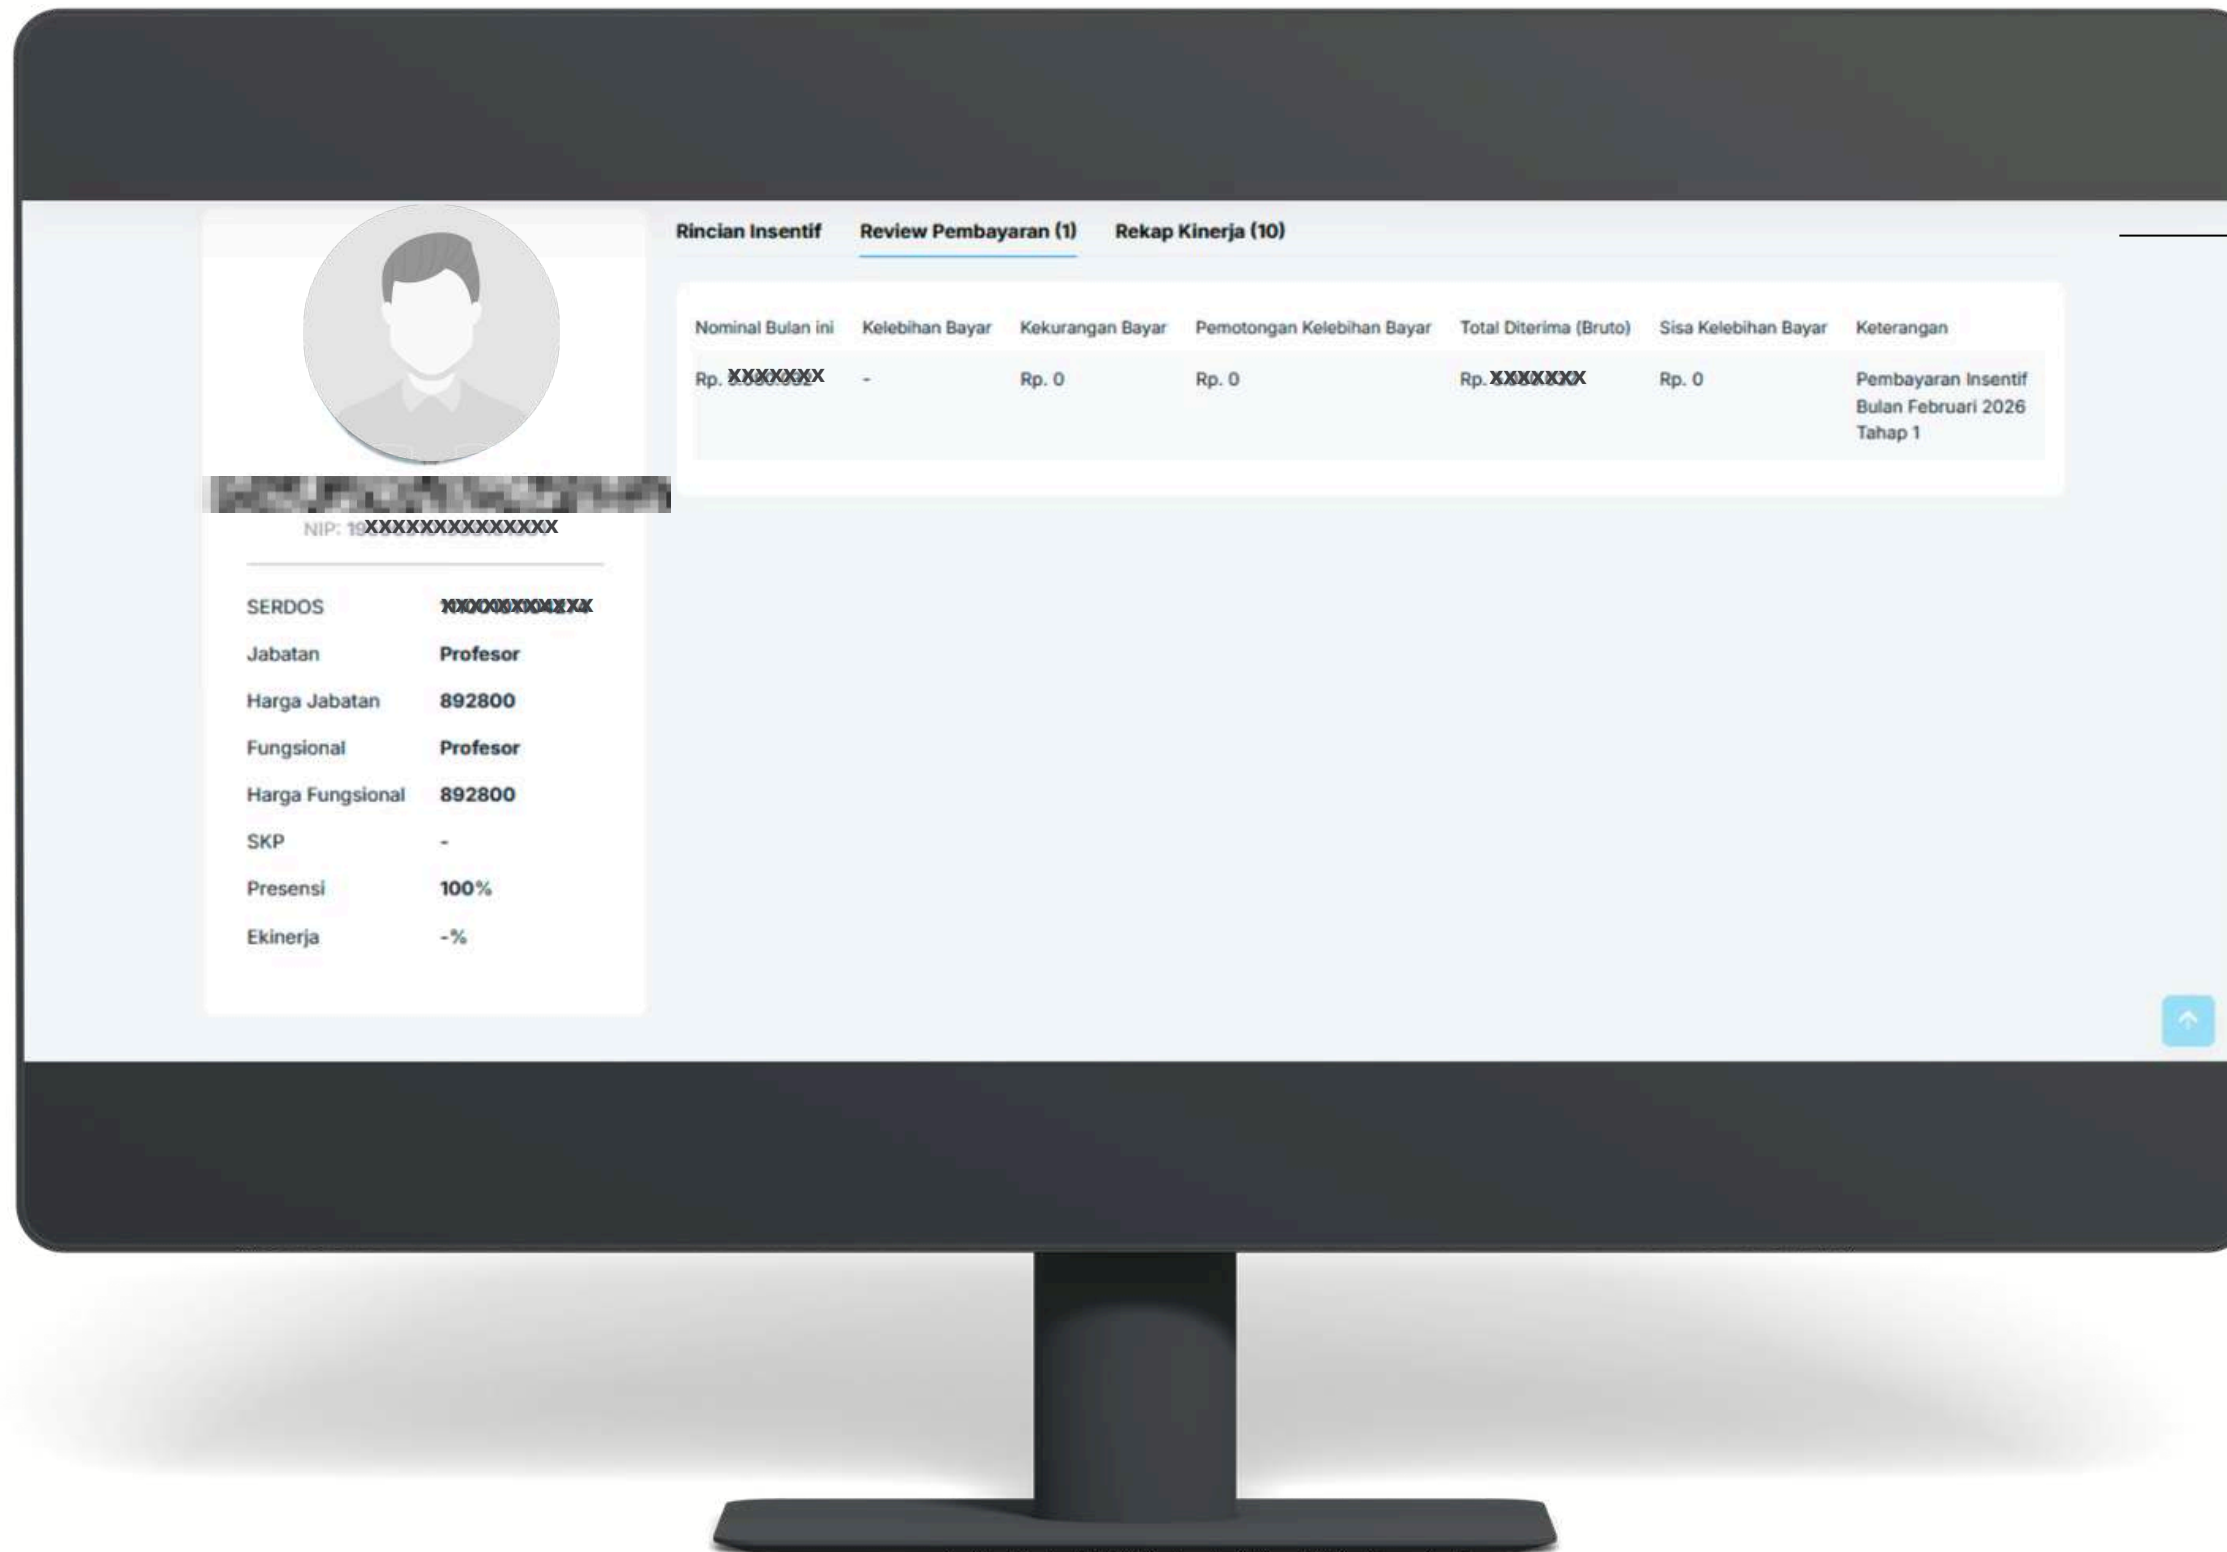 Rincian Insentif Review Pembayaran (1) Rekap Kinerja (10)
Nominal Bulan ini Kelebihan Bayar Kekurangan Bayar Pemotongan Kelebihan Bayar Total Diterima (Bruto) Sisa Kelebihan Bayar Keterangan
Rp. XXXXXXX - Rp. 0 Rp. 0 Rp. XXXXXXX Rp. 0 Pembayaran Insentif
Bulan Februari 2026
Tahap 1
NIP: 19XXXXXXXXXXXXXX
SERDOS
Jabatan Profesor
Harga Jabatan 892800
Fungsional Profesor
Harga Fungsional 892800
SKP -
Presensi 100%
Ekinerja -%